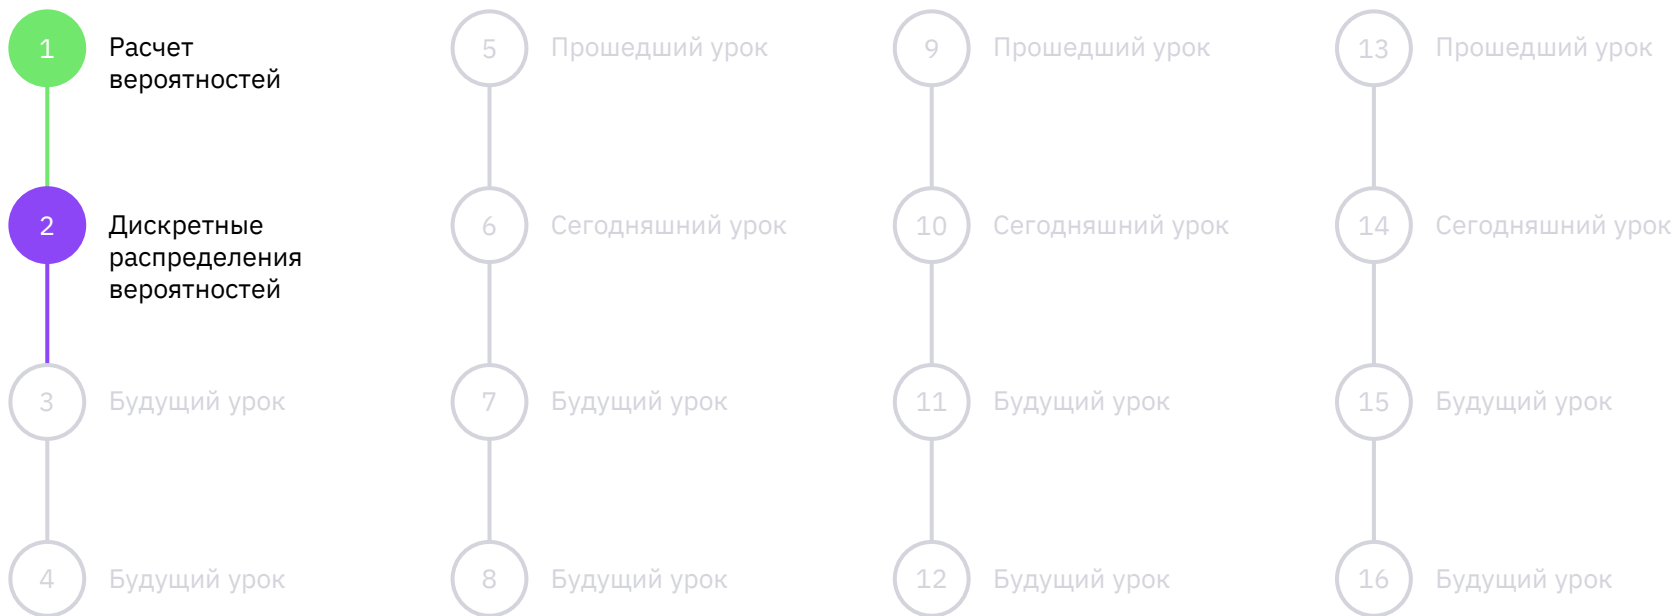 1
Расчет
вероятностей
2
Дискретные
распределения
вероятностей
3
Будущий урок
4
Будущий урок
5
Прошедший урок
6
Сегодняшний урок
7
Будущий урок
8
Будущий урок
9
Прошедший урок
10
Сегодняшний урок
11
Будущий урок
12
Будущий урок
13
Прошедший урок
14
Сегодняшний урок
15
Будущий урок
16
Будущий урок